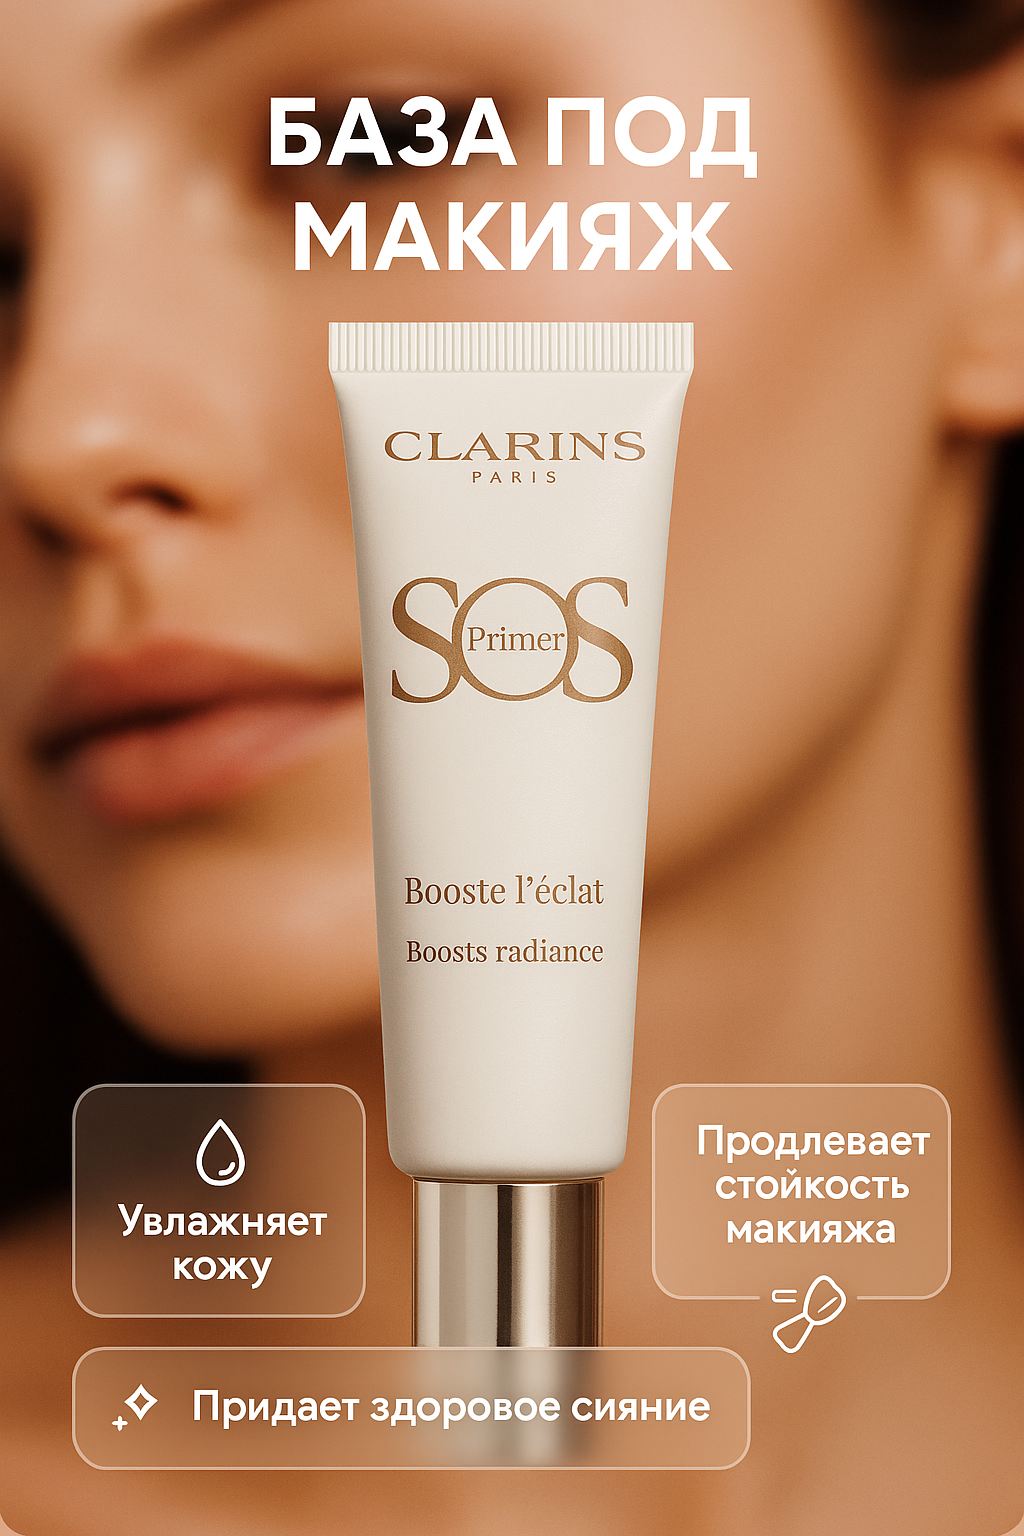 БАЗА ПОД
МАКИЯЖ
CLARINS
PARIS
SOS
Primer
Booste l'éclat
Boosts radiance
Увлажняет
кожу
Продлевает
стойкость
макияжа
Придает здоровое сияние